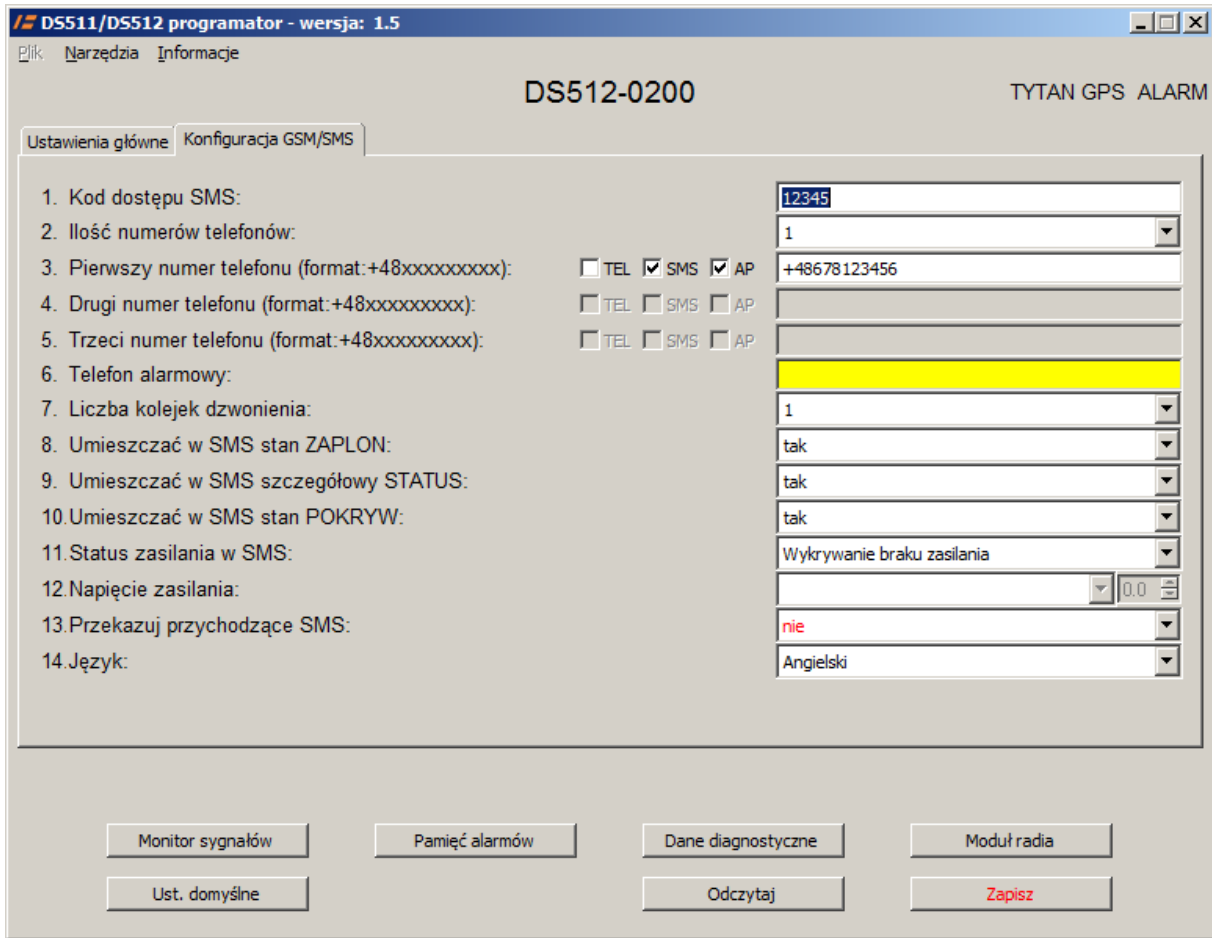 DS511/DS512 programator - wersja: 1.5
Plik Narzędzia Informacje
DS512-0200 TYTAN GPS ALARM
Ustawienia główne Konfiguracja GSM/SMS
1. Kod dostępu SMS: 12345
2. Ilość numerów telefonów: 1
3. Pierwszy numer telefonu (format:+48xxxxxxxxx): TEL SMS AP +48678123456
4. Drugi numer telefonu (format:+48xxxxxxxxx): TEL SMS AP
5. Trzeci numer telefonu (format:+48xxxxxxxxx): TEL SMS AP
6. Telefon alarmowy:
7. Liczba kolejek dzwonienia: 1
8. Umieszczać w SMS stan ZAPLON: tak
9. Umieszczać w SMS szczegółowy STATUS: tak
10.Umieszczać w SMS stan POKRYW: tak
11.Status zasilania w SMS: Wykrywanie braku zasilania
12.Napięcie zasilania: 0.0
13.Przekazuj przychodzące SMS: nie
14.Język: Angielski
Monitor sygnałów Pamięć alarmów Dane diagnostyczne Moduł radia
Ust. domyślne Odczytaj Zapisz